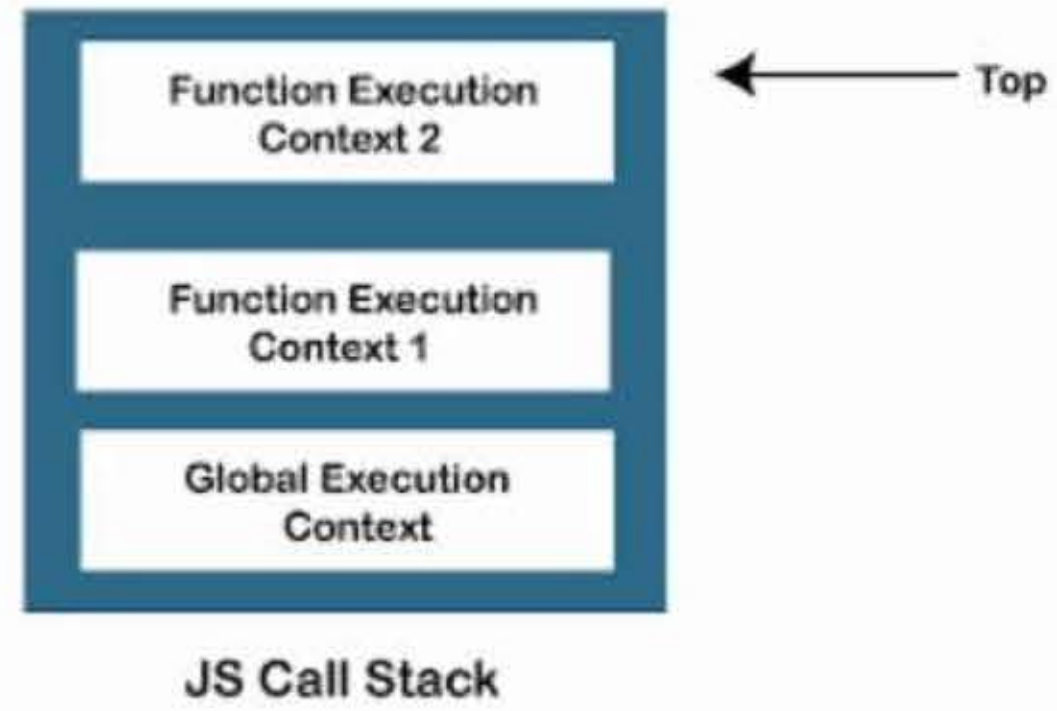 Function Execution
Context 2
Top
Function Execution
Context 1
Global Execution
Context
JS Call Stack